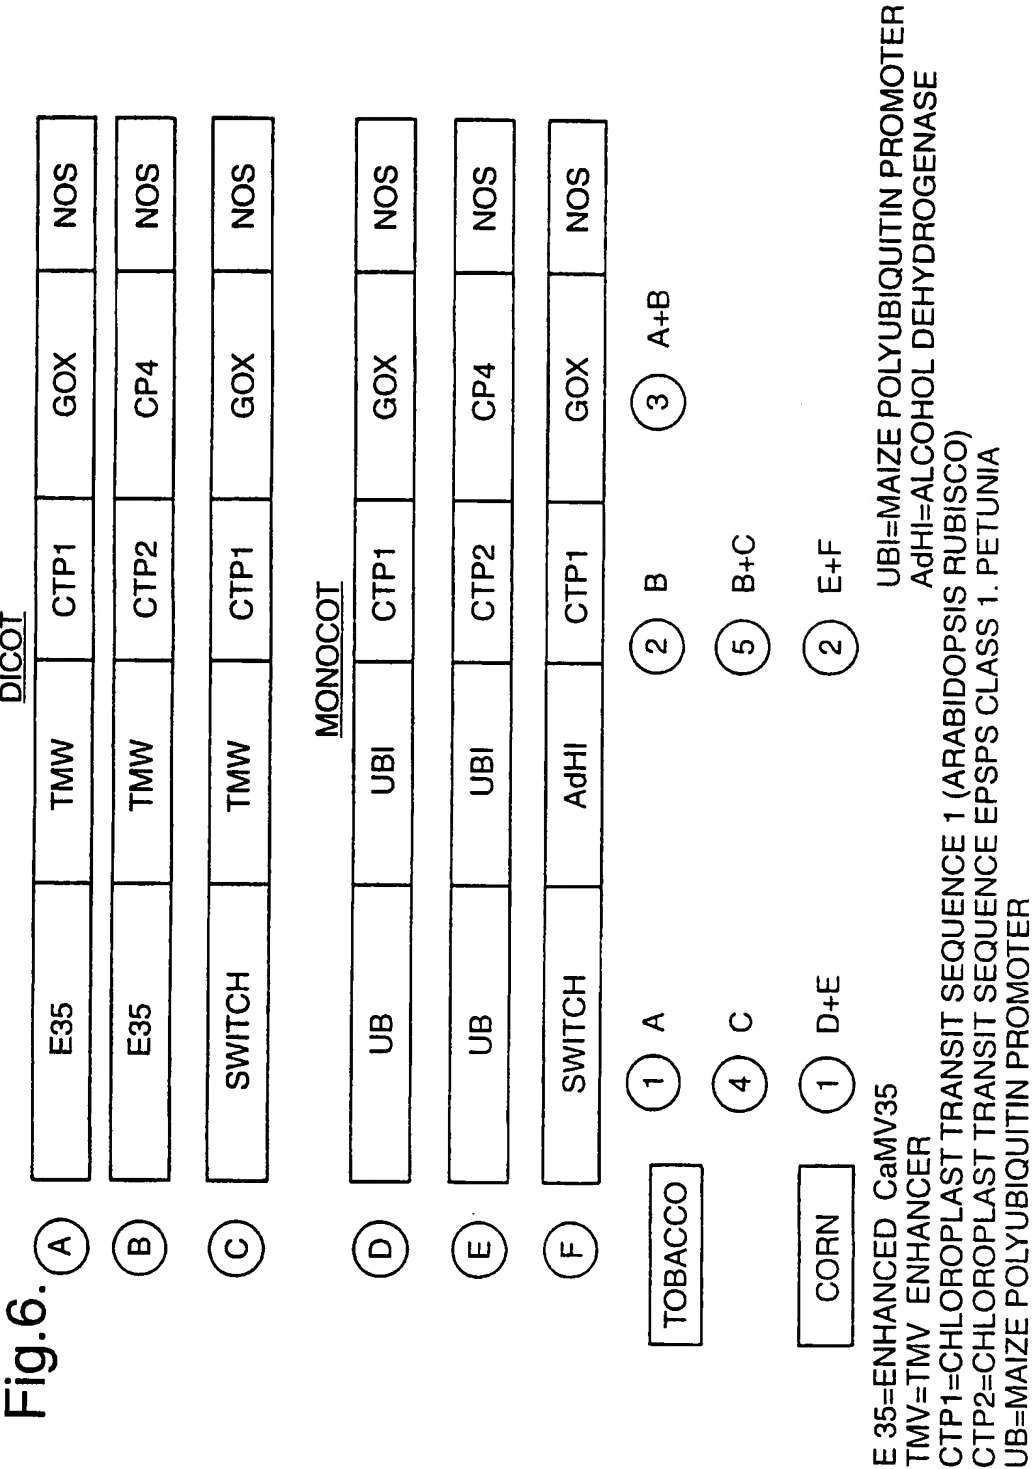 Fig.6.
DICOT
A E35 TMW CTP1 GOX NOS
B E35 TMW CTP2 CP4 NOS
C SWITCH TMW CTP1 GOX NOS
MONOCOT
D UB UBI CTP1 GOX NOS
E UB UBI CTP2 CP4 NOS
F SWITCH AdHI CTP1 GOX NOS
TOBACCO 1 A 2 B 3 A+B
4 C 5 B+C
CORN 1 D+E 2 E+F
E 35=ENHANCED CaMV35
TMV=TMV ENHANCER
CTP1=CHLOROPLAST TRANSIT SEQUENCE 1 (ARABIDOPSIS RUBISCO)
CTP2=CHLOROPLAST TRANSIT SEQUENCE EPSPS CLASS 1. PETUNIA
UB=MAIZE POLYUBIQUITIN PROMOTER
UBI=MAIZE POLYUBIQUITIN PROMOTER
AdHI=ALCOHOL DEHYDROGENASE